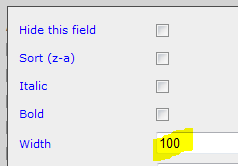 Hide this field
Sort (z-a)
Italic
Bold
Width 100